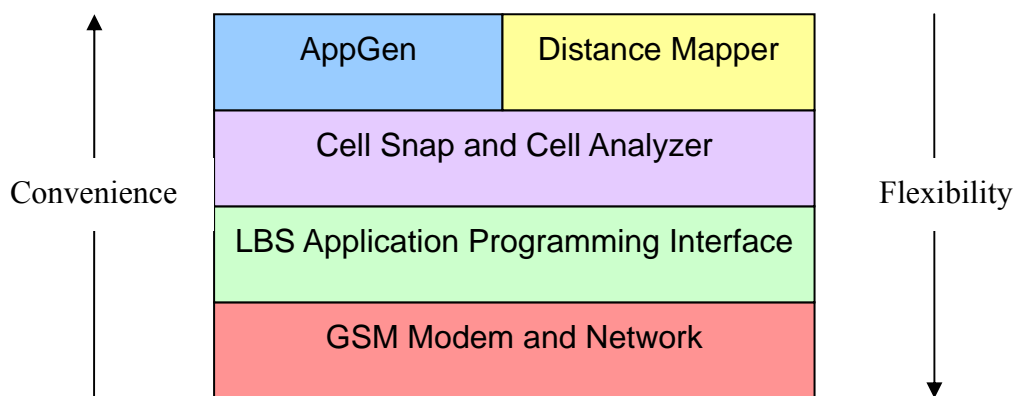 AppGen
Distance Mapper
Cell Snap and Cell Analyzer
Convenience
Flexibility
LBS Application Programming Interface
GSM Modem and Network